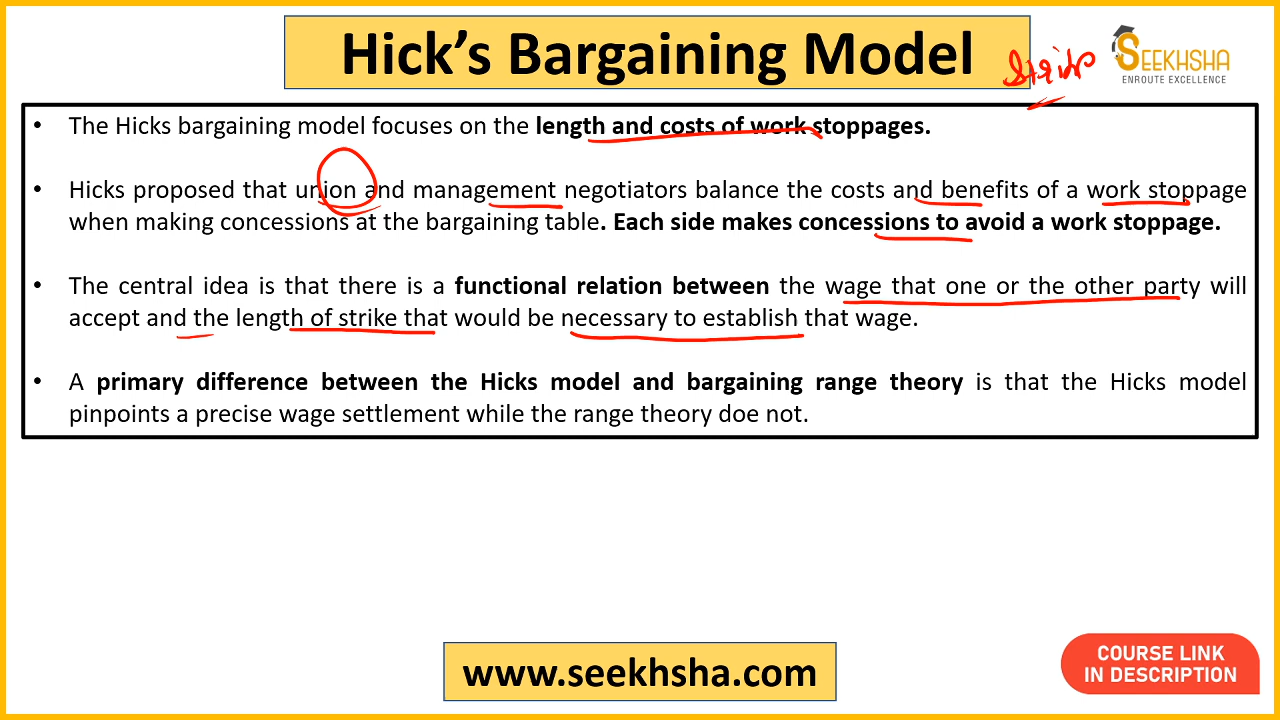 Hick’s Bargaining Model
Strike
SEEKHSHA
ENROUTE EXCELLENCE
• The Hicks bargaining model focuses on the length and costs of work stoppages.
• Hicks proposed that union and management negotiators balance the costs and benefits of a work stoppage
when making concessions at the bargaining table. Each side makes concessions to avoid a work stoppage.
• The central idea is that there is a functional relation between the wage that one or the other party will
accept and the length of strike that would be necessary to establish that wage.
• A primary difference between the Hicks model and bargaining range theory is that the Hicks model
pinpoints a precise wage settlement while the range theory doe not.
www.seekhsha.com
COURSE LINK
IN DESCRIPTION